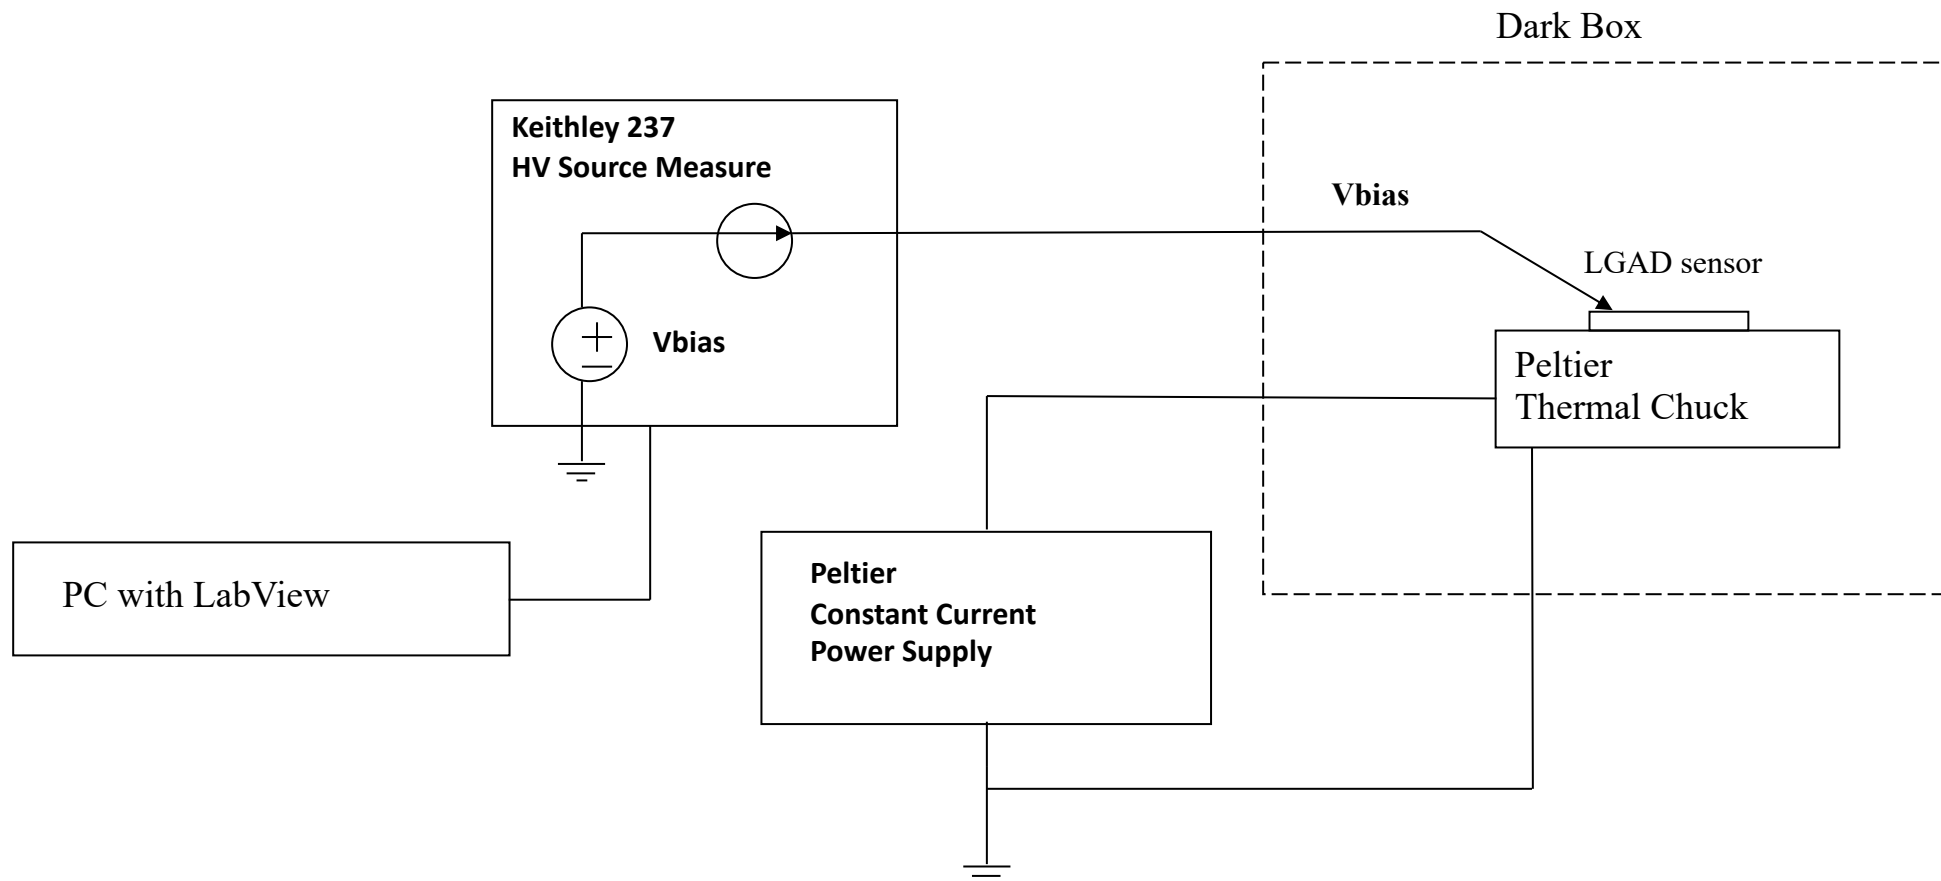 Dark Box
Keithley 237
HV Source Measure
Vbias
LGAD sensor
Vbias
Peltier
Thermal Chuck
Peltier
Constant Current
Power Supply
PC with LabView